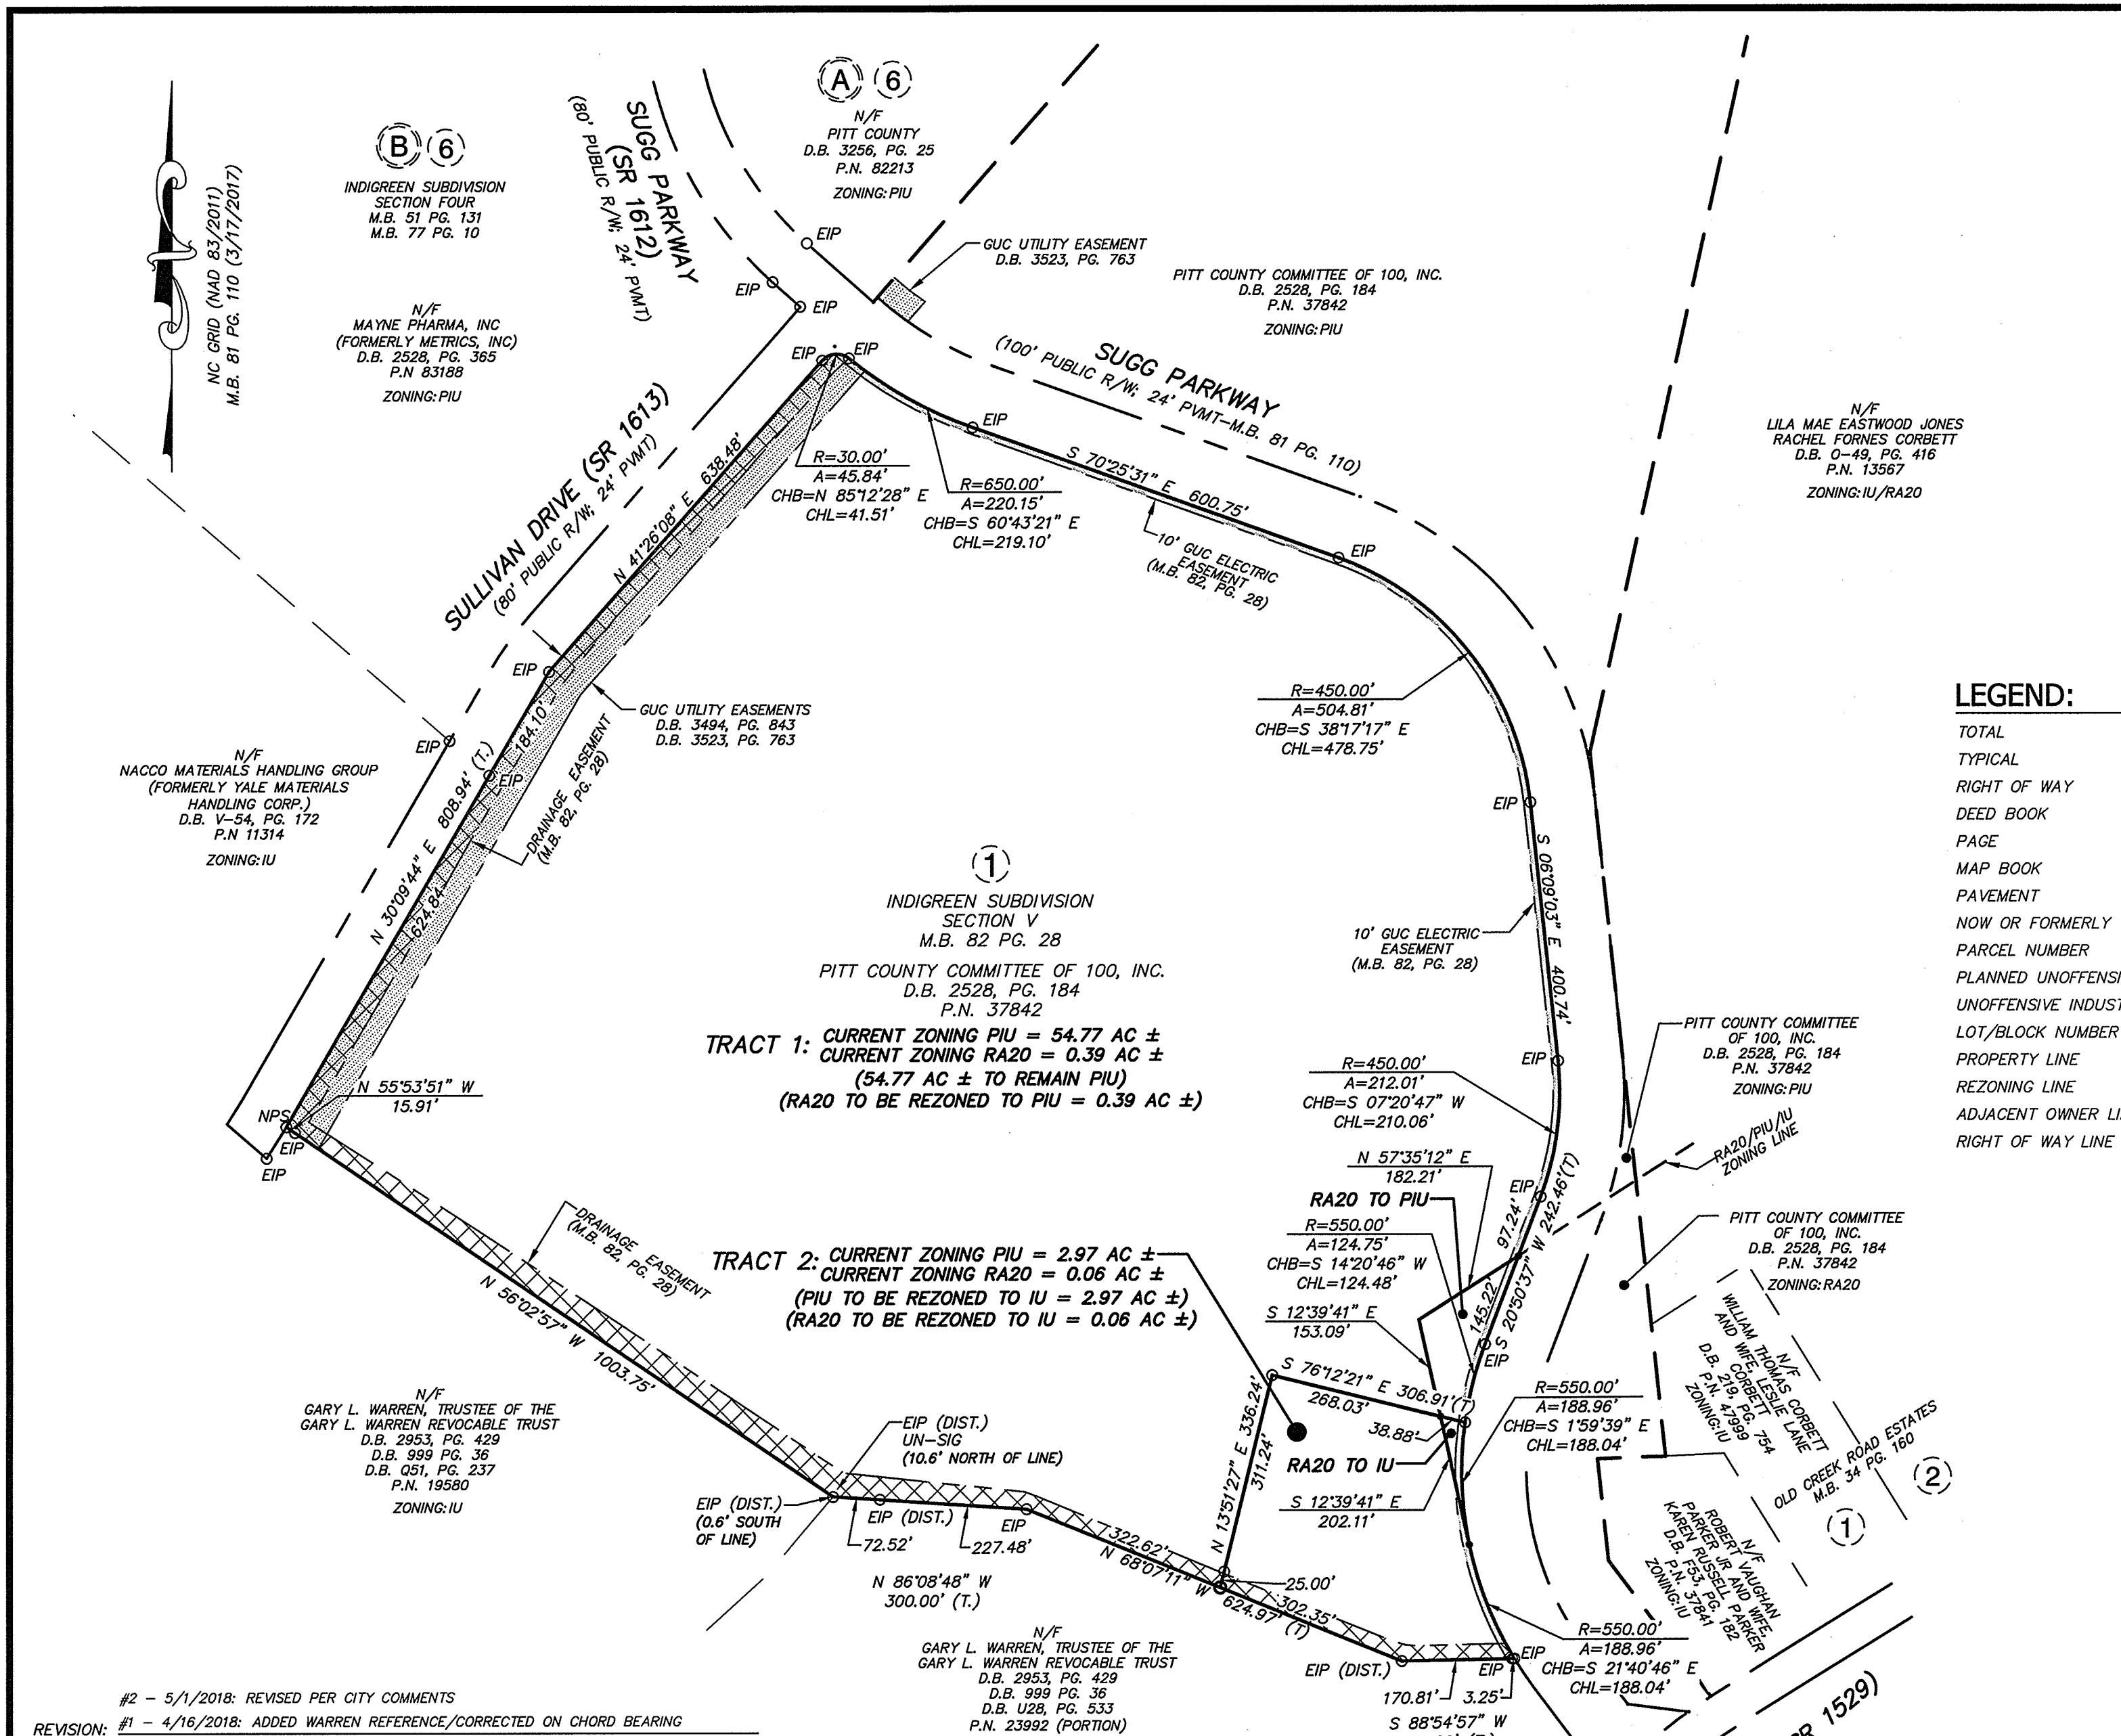 NC GRID (NAD 83/2011)
M.B. 81 PG. 110 (3/17/2017)
B 6
INDIGREEN SUBDIVISION
SECTION FOUR
M.B. 51 PG. 131
M.B. 77 PG. 10
N/F
MAYNE PHARMA, INC
(FORMERLY METRICS, INC)
D.B. 2528, PG. 365
P.N 83188
ZONING: PIU
SUGG PARKWAY
(SR 1612)
(80' PUBLIC R/W; 24' PVMT)
A 6
N/F
PITT COUNTY
D.B. 3256, PG. 25
P.N. 82213
ZONING: PIU
EIP
EIP
EIP
GUC UTILITY EASEMENT
D.B. 3523, PG. 763
PITT COUNTY COMMITTEE OF 100, INC.
D.B. 2528, PG. 184
P.N. 37842
ZONING: PIU
SUGG PARKWAY
(100' PUBLIC R/W; 24' PVMT-M.B. 81 PG. 110)
N/F
LILA MAE EASTWOOD JONES
RACHEL FORNES CORBETT
D.B. O-49, PG. 416
P.N. 13567
ZONING: IU/RA20
EIP
EIP
EIP
SULLIVAN DRIVE (SR 1613)
(80' PUBLIC R/W; 24' PVMT)
N 41°26'08" E 638.48'
R=30.00'
A=45.84'
CHB=N 85°12'28" E
CHL=41.51'
R=650.00'
A=220.15'
CHB=S 60°43'21" E
CHL=219.10'
S 70°25'31" E 600.75'
10' GUC ELECTRIC
EASEMENT
(M.B. 82, PG. 28)
EIP
R=450.00'
A=504.81'
CHB=S 38°17'17" E
CHL=478.75'
EIP
EIP
EIP
184.10'
N 30°09'44" E 808.94' (T.)
624.84'
GUC UTILITY EASEMENTS
D.B. 3494, PG. 843
D.B. 3523, PG. 763
DRAINAGE EASEMENT
(M.B. 82, PG. 28)
N/F
NACCO MATERIALS HANDLING GROUP
(FORMERLY YALE MATERIALS
HANDLING CORP.)
D.B. V-54, PG. 172
P.N 11314
ZONING: IU
LEGEND:
TOTAL
TYPICAL
RIGHT OF WAY
DEED BOOK
PAGE
MAP BOOK
PAVEMENT
NOW OR FORMERLY
PARCEL NUMBER
PLANNED UNOFFENSI
UNOFFENSIVE INDUST
LOT/BLOCK NUMBER
PROPERTY LINE
REZONING LINE
ADJACENT OWNER LI
RIGHT OF WAY LINE
EIP
S 06°09'03" E 400.74'
10' GUC ELECTRIC
EASEMENT
(M.B. 82, PG. 28)
EIP
1
INDIGREEN SUBDIVISION
SECTION V
M.B. 82 PG. 28
PITT COUNTY COMMITTEE OF 100, INC.
D.B. 2528, PG. 184
P.N. 37842
TRACT 1: CURRENT ZONING PIU = 54.77 AC ±
CURRENT ZONING RA20 = 0.39 AC ±
(54.77 AC ± TO REMAIN PIU)
(RA20 TO BE REZONED TO PIU = 0.39 AC ±)
N 55°53'51" W
15.91'
NPS
EIP
EIP
PITT COUNTY COMMITTEE
OF 100, INC.
D.B. 2528, PG. 184
P.N. 37842
ZONING: PIU
RA20/PIU/IU
ZONING LINE
R=450.00'
A=212.01'
CHB=S 07°20'47" W
CHL=210.06'
N 57°35'12" E
182.21'
RA20 TO PIU
R=550.00'
A=124.75'
CHB=S 14°20'46" W
CHL=124.48'
S 12°39'41" E
153.09'
EIP
97.24'
145.22'
S 20°50'37" W 242.46'(T)
EIP
PITT COUNTY COMMITTEE
OF 100, INC.
D.B. 2528, PG. 184
P.N. 37842
ZONING: RA20
DRAINAGE EASEMENT
(M.B. 82, PG. 28)
N 56°02'57" W 1003.75'
TRACT 2: CURRENT ZONING PIU = 2.97 AC ±
CURRENT ZONING RA20 = 0.06 AC ±
(PIU TO BE REZONED TO IU = 2.97 AC ±)
(RA20 TO BE REZONED TO IU = 0.06 AC ±)
S 76°12'21" E 306.91'(T)
268.03'
38.88'
N 13°51'27" E 336.24'
311.24'
RA20 TO IU
S 12°39'41" E
202.11'
R=550.00'
A=188.96'
CHB=S 1°59'39" E
CHL=188.04'
N/F
WILLIAM THOMAS CORBETT
AND WIFE, LESLIE LANE
CORBETT
D.B. 219, PG. 754
P.N. 47999
ZONING: IU
OLD CREEK ROAD ESTATES
M.B. 34 PG. 160
2
1
N/F
ROBERT VAUGHAN
PARKER JR AND WIFE,
KAREN RUSSELL PARKER
D.B. F53, PG. 182
P.N. 37841
ZONING: IU
N/F
GARY L. WARREN, TRUSTEE OF THE
GARY L. WARREN REVOCABLE TRUST
D.B. 2953, PG. 429
D.B. 999 PG. 36
D.B. Q51, PG. 237
P.N. 19580
ZONING: IU
EIP (DIST.)
UN-SIG
(10.6' NORTH OF LINE)
EIP (DIST.)
(0.6' SOUTH
OF LINE)
EIP (DIST.)
EIP
72.52'
227.48'
N 86°08'48" W
300.00' (T.)
322.62'
N 68°07'11" W 624.97' (T)
25.00'
302.35'
EIP (DIST.)
EIP
EIP
170.81'
3.25'
S 88°54'57" W
R=550.00'
A=188.96'
CHB=S 21°40'46" E
CHL=188.04'
SR 1529)
N/F
GARY L. WARREN, TRUSTEE OF THE
GARY L. WARREN REVOCABLE TRUST
D.B. 2953, PG. 429
D.B. 999 PG. 36
D.B. U28, PG. 533
P.N. 23992 (PORTION)
#2 - 5/1/2018: REVISED PER CITY COMMENTS
REVISION: #1 - 4/16/2018: ADDED WARREN REFERENCE/CORRECTED ON CHORD BEARING